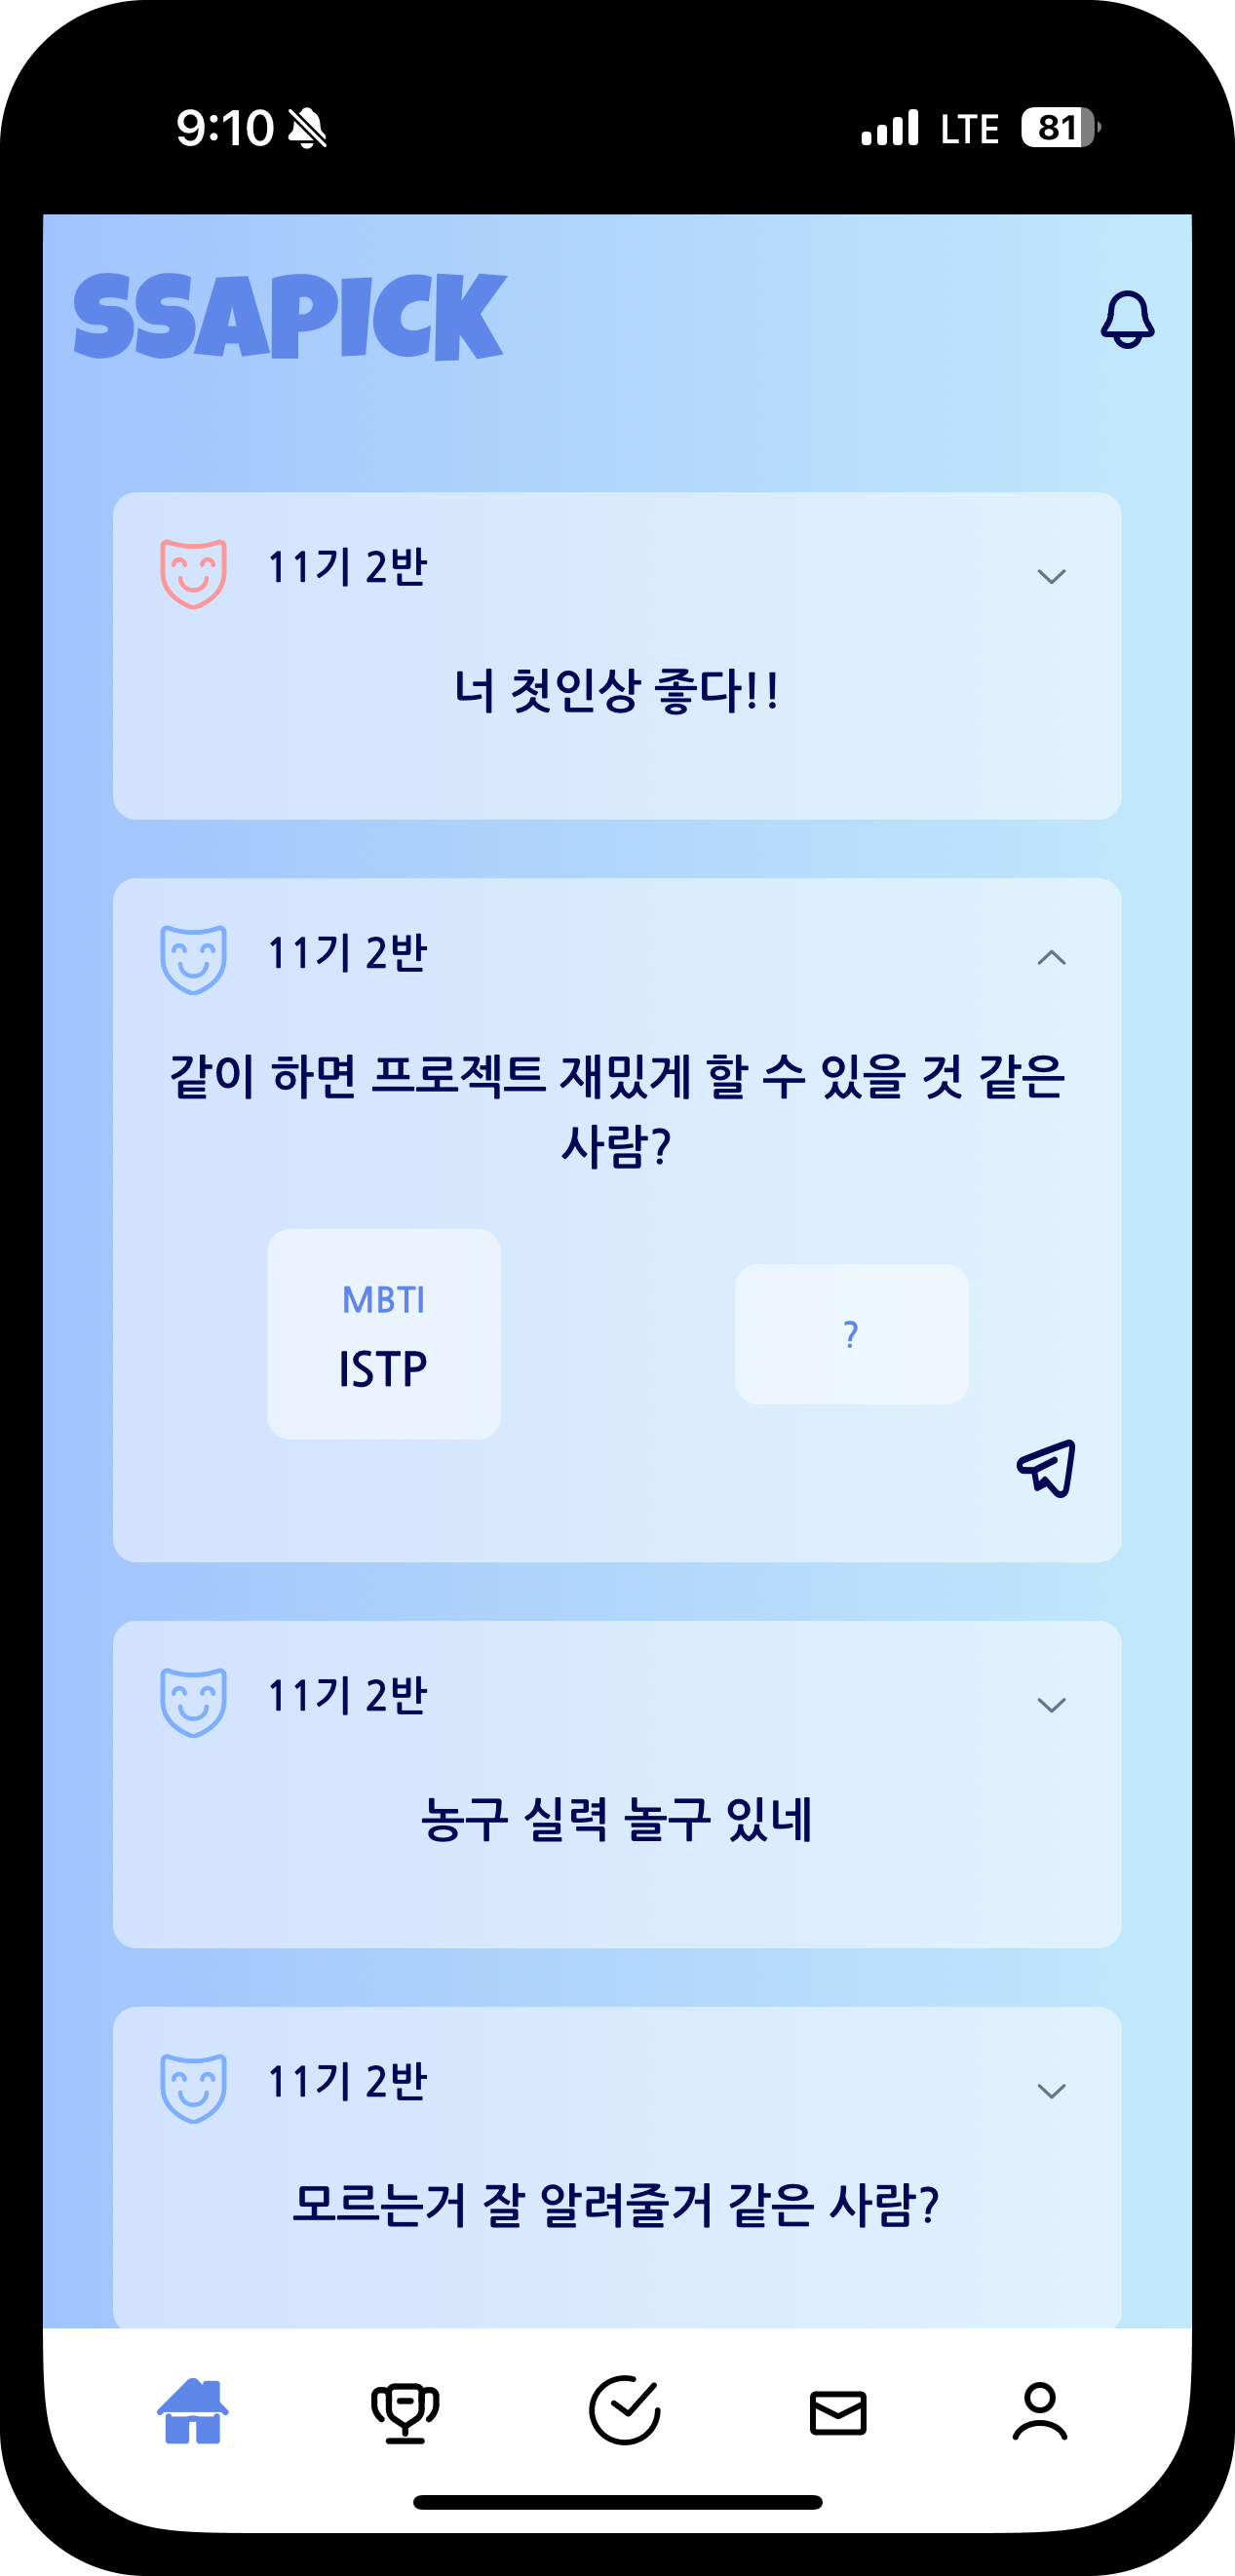 9:10
LTE
81
SSAPICK
11기 2반
너 첫인상 좋다!!
11기 2반
같이 하면 프로젝트 재밌게 할 수 있을 것 같은
사람?
MBTI
ISTP
?
11기 2반
농구 실력 놀구 있네
11기 2반
모르는거 잘 알려줄거 같은 사람?